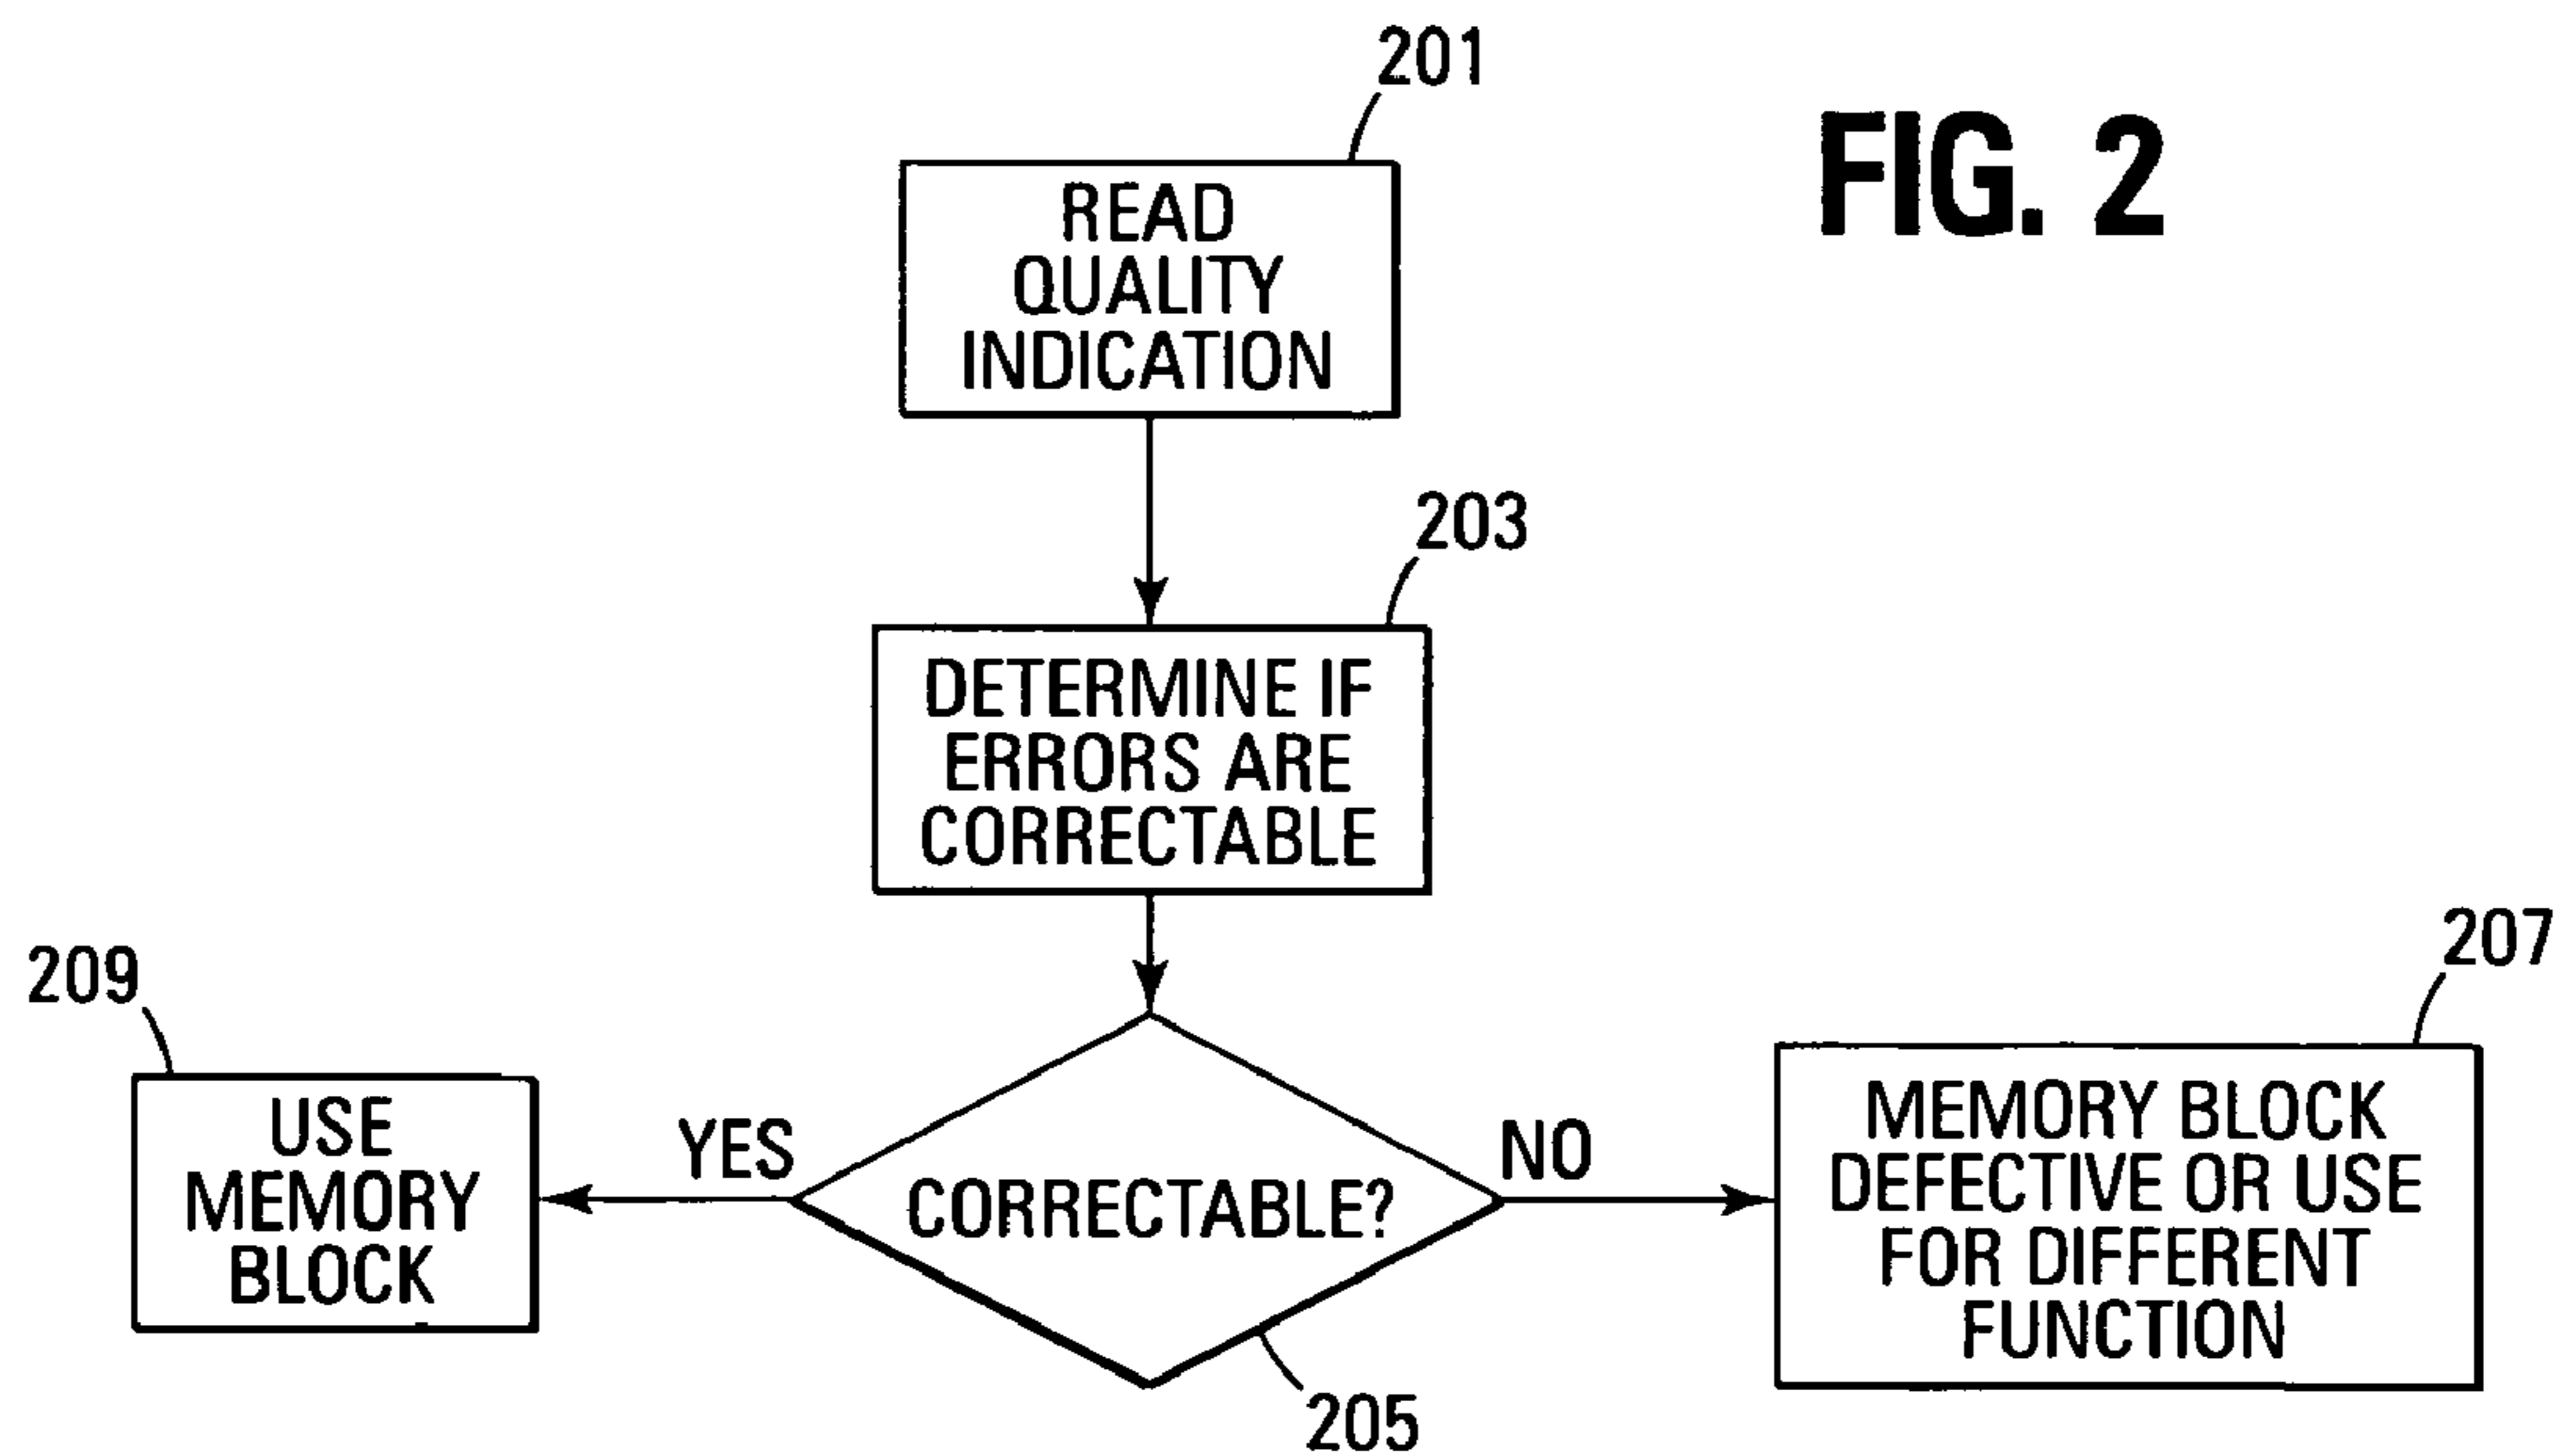 201
FIG. 2
READ
QUALITY
INDICATION
203
DETERMINE IF
ERRORS ARE
CORRECTABLE
209
207
USE
MEMORY
BLOCK
YES
CORRECTABLE?
NO
MEMORY BLOCK
DEFECTIVE OR USE
FOR DIFFERENT
FUNCTION
205